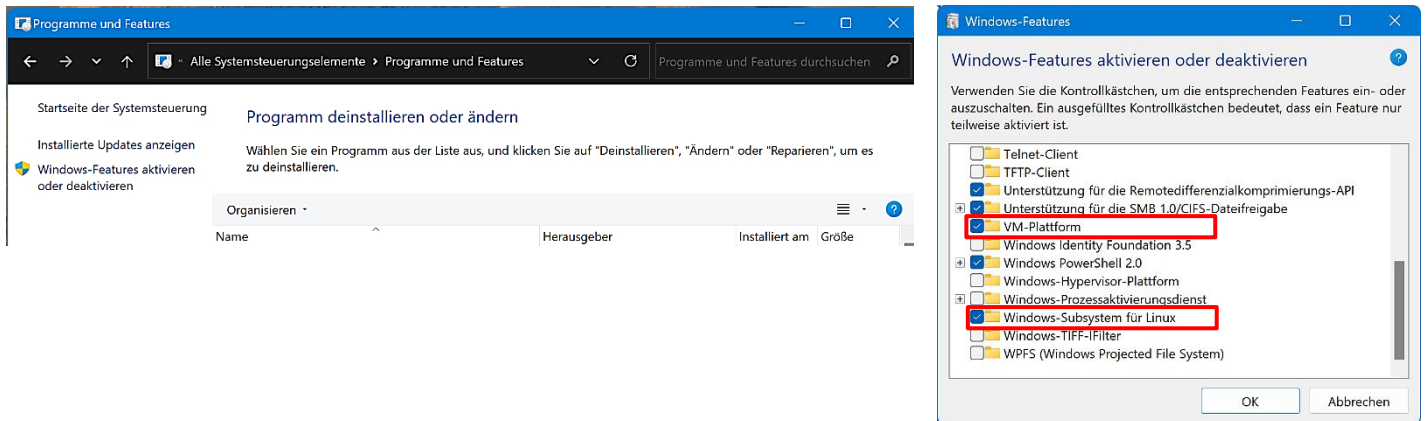 Programme und Features
« Alle Systemsteuerungselemente > Programme und Features
Programme und Features durchsuchen
Startseite der Systemsteuerung
Installierte Updates anzeigen
Windows-Features aktivieren
oder deaktivieren
Programm deinstallieren oder ändern
Wählen Sie ein Programm aus der Liste aus, und klicken Sie auf "Deinstallieren", "Ändern" oder "Reparieren", um es
zu deinstallieren.
Organisieren
Name Herausgeber Installiert am Größe
Windows-Features
Windows-Features aktivieren oder deaktivieren
Verwenden Sie die Kontrollkästchen, um die entsprechenden Features ein- oder
auszuschalten. Ein ausgefülltes Kontrollkästchen bedeutet, dass ein Feature nur
teilweise aktiviert ist.
Telnet-Client
TFTP-Client
Unterstützung für die Remotedifferenzialkomprimierungs-API
Unterstützung für die SMB 1.0/CIFS-Dateifreigabe
VM-Plattform
Windows Identity Foundation 3.5
Windows PowerShell 2.0
Windows-Hypervisor-Plattform
Windows-Prozessaktivierungsdienst
Windows-Subsystem für Linux
Windows-TIFF-IFilter
WPFS (Windows Projected File System)
OK Abbrechen